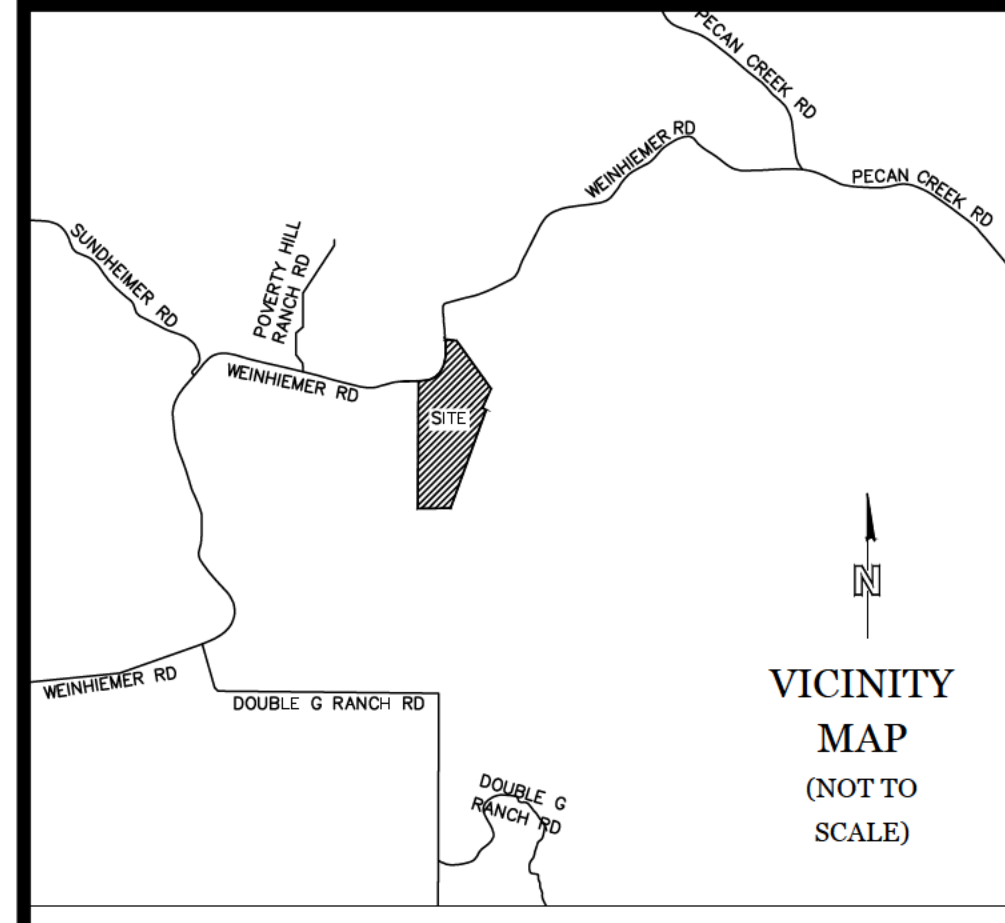 PECAN CREEK RD
WEINHIEMER RD
PECAN CREEK RD
SUNDHEIMER RD
POVERTY HILL
RANCH RD
WEINHIEMER RD
SITE
N
WEINHIEMER RD
DOUBLE G RANCH RD
VICINITY
MAP
(NOT TO
SCALE)
DOUBLE G
RANCH RD